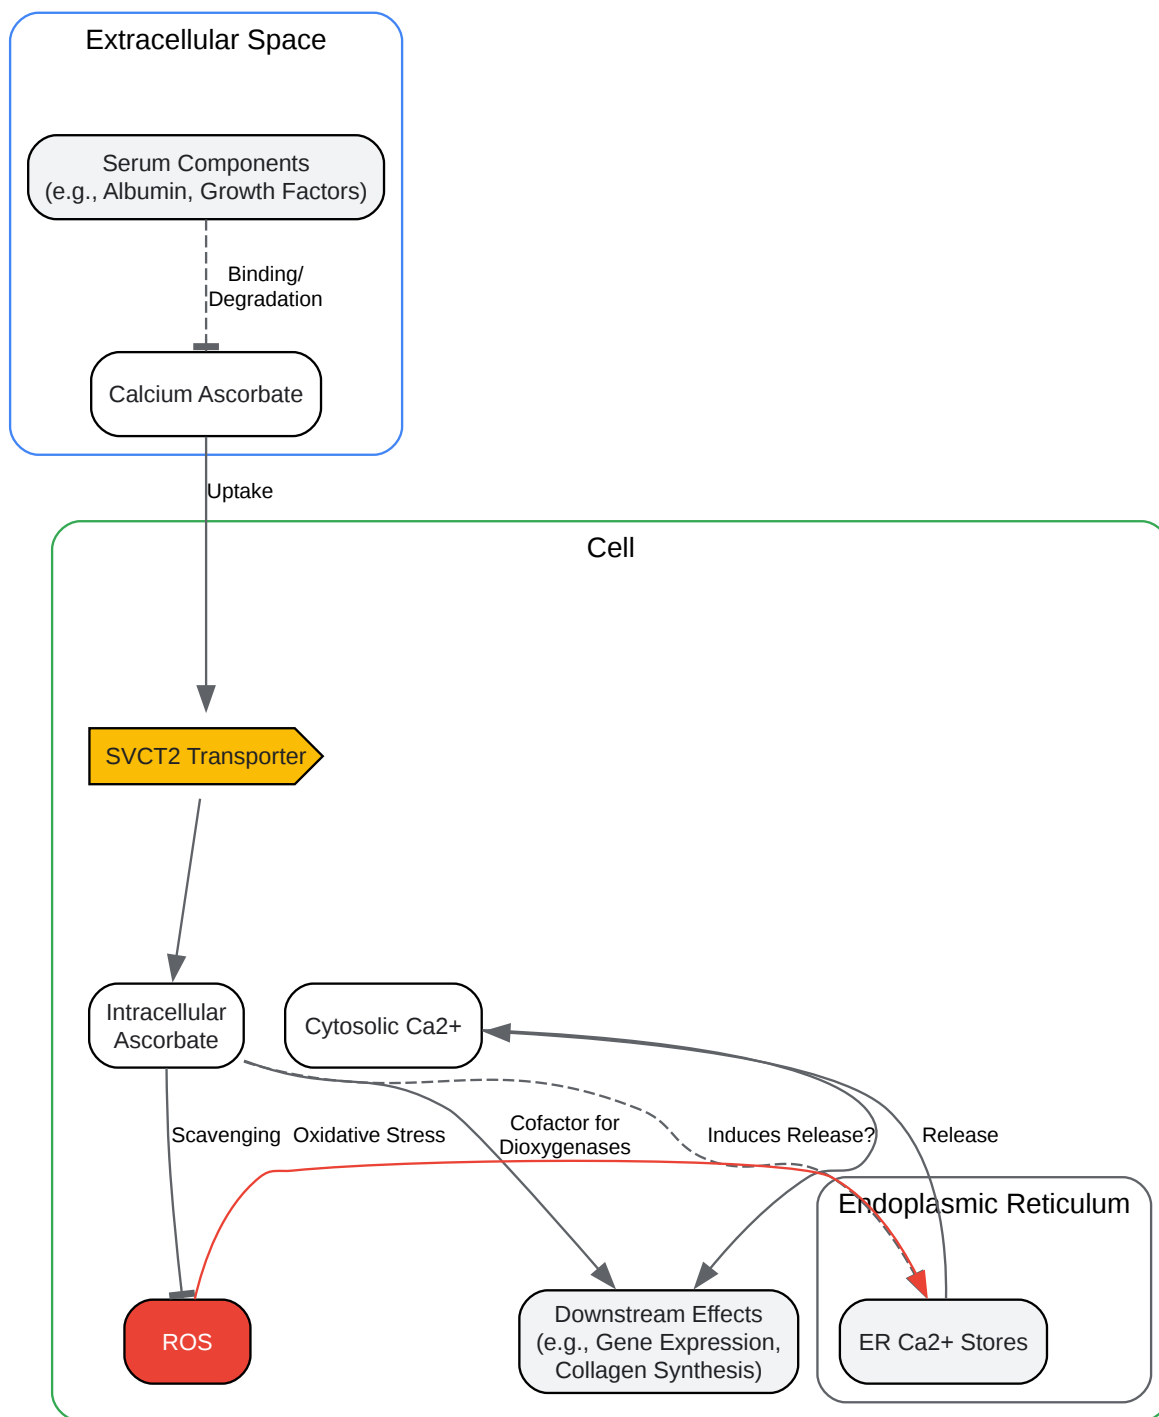 Extracellular Space
Serum Components
(e.g., Albumin, Growth Factors)
Binding/
Degradation
Calcium Ascorbate
Uptake
Cell
SVCT2 Transporter
Intracellular
Ascorbate
Cytosolic Ca2+
Scavenging
Oxidative Stress
Cofactor for
Dioxygenases
Induces Release?
Release
Endoplasmic Reticulum
ROS
Downstream Effects
(e.g., Gene Expression,
Collagen Synthesis)
ER Ca2+ Stores